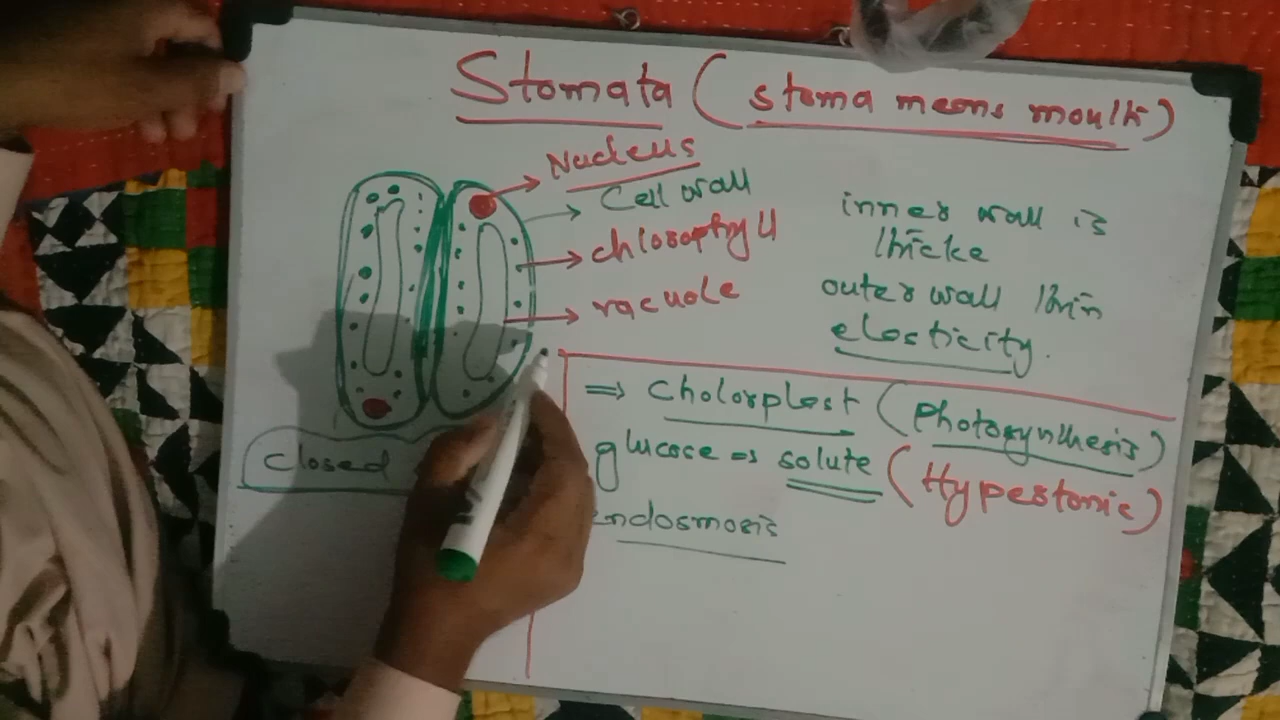 Stomata (stoma means mouth)
Nucleus
Cell wall
chlorophyll
vacuole
inner wall is
thicke
outer wall thin
elasticity.
closed
⇒ Cholorplast (Photosynthesis)
glucose ⇒ solute (Hypertonic)
Endosmosis